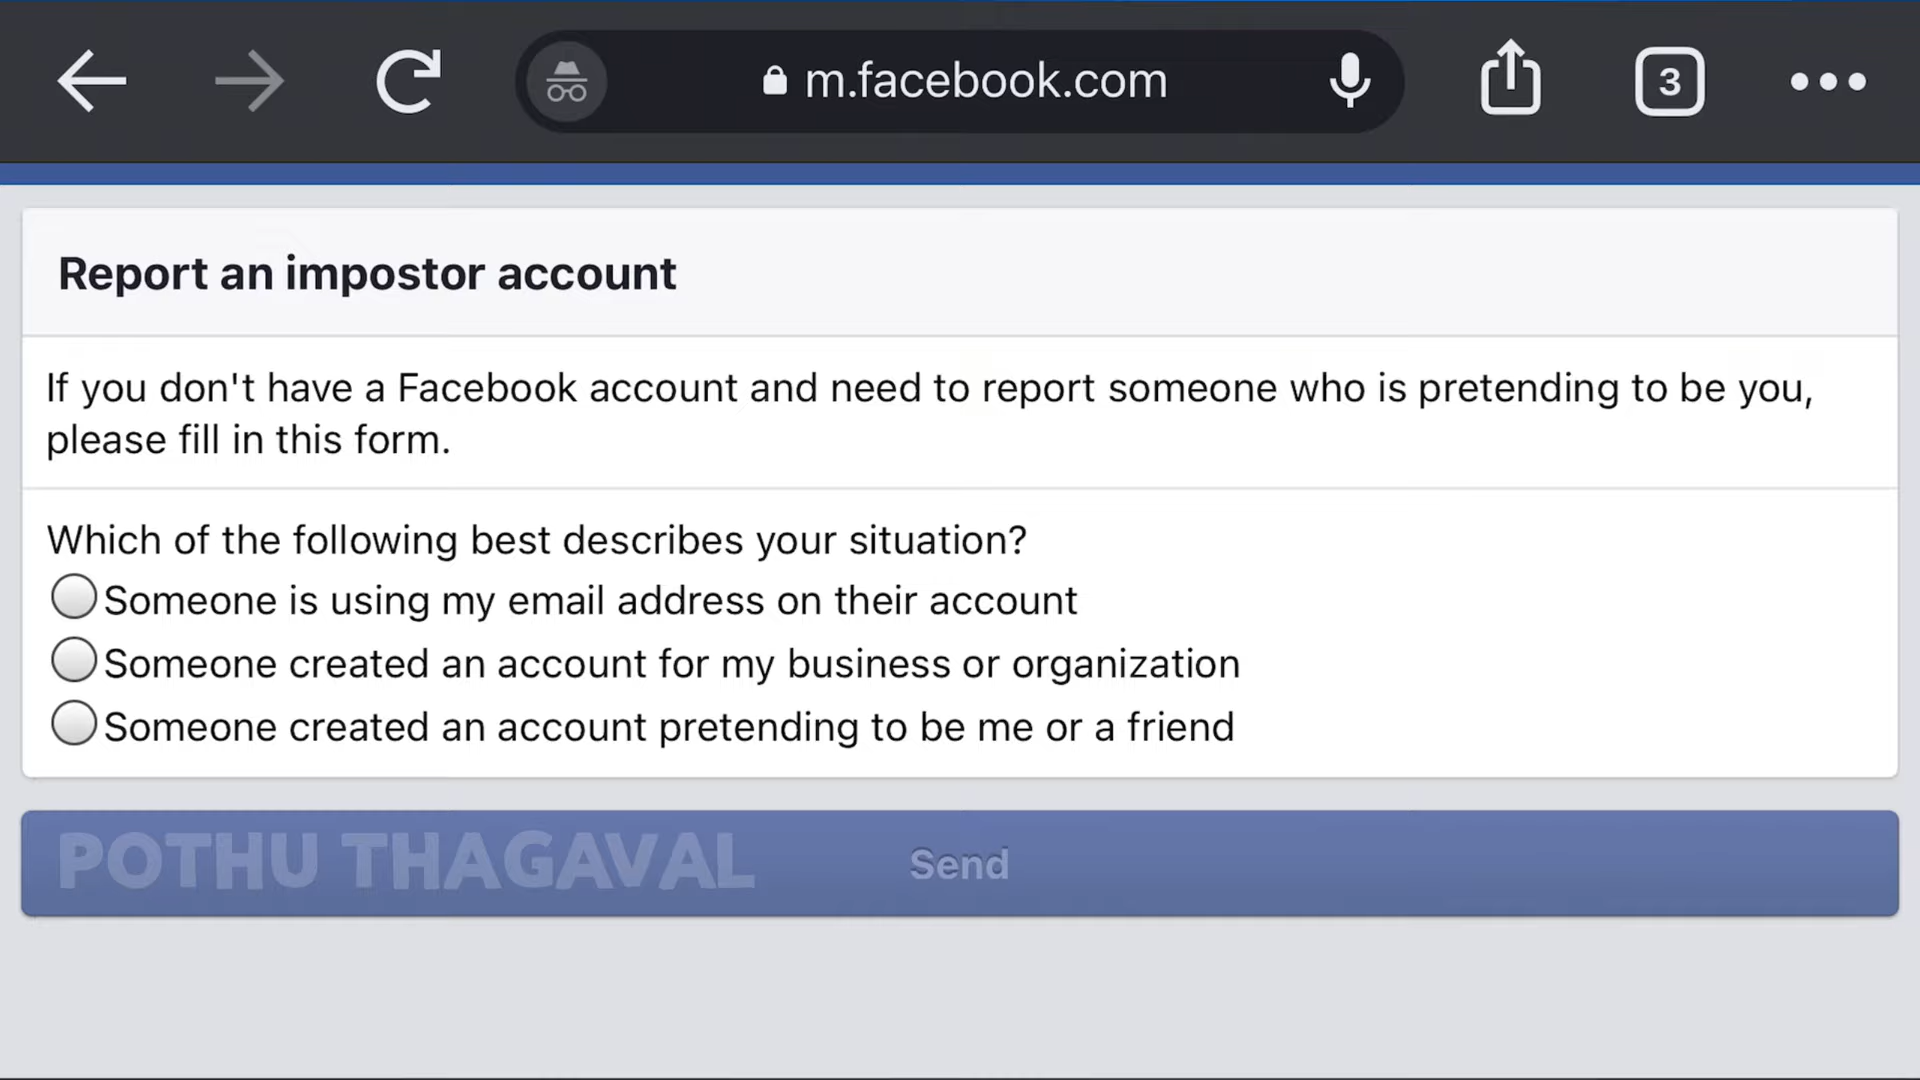 m.facebook.com
3
Report an impostor account
If you don't have a Facebook account and need to report someone who is pretending to be you,
please fill in this form.
Which of the following best describes your situation?
Someone is using my email address on their account
Someone created an account for my business or organization
Someone created an account pretending to be me or a friend
POTHU THAGAVAL
Send